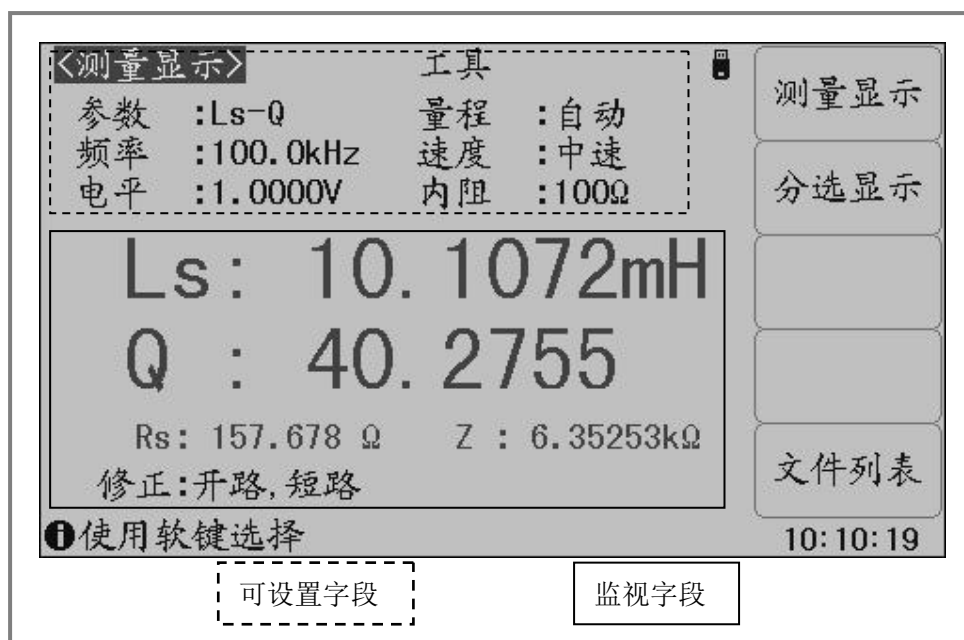 <测量显示> 工具
参数 :Ls-Q 量程 :自动
频率 :100.0kHz 速度 :中速
电平 :1.0000V 内阻 :100Ω
Ls: 10.1072mH
Q : 40.2755
Rs: 157.678 Ω Z : 6.35253kΩ
修正:开路,短路
使用软键选择
测量显示
分选显示
文件列表
10:10:19
可设置字段 监视字段